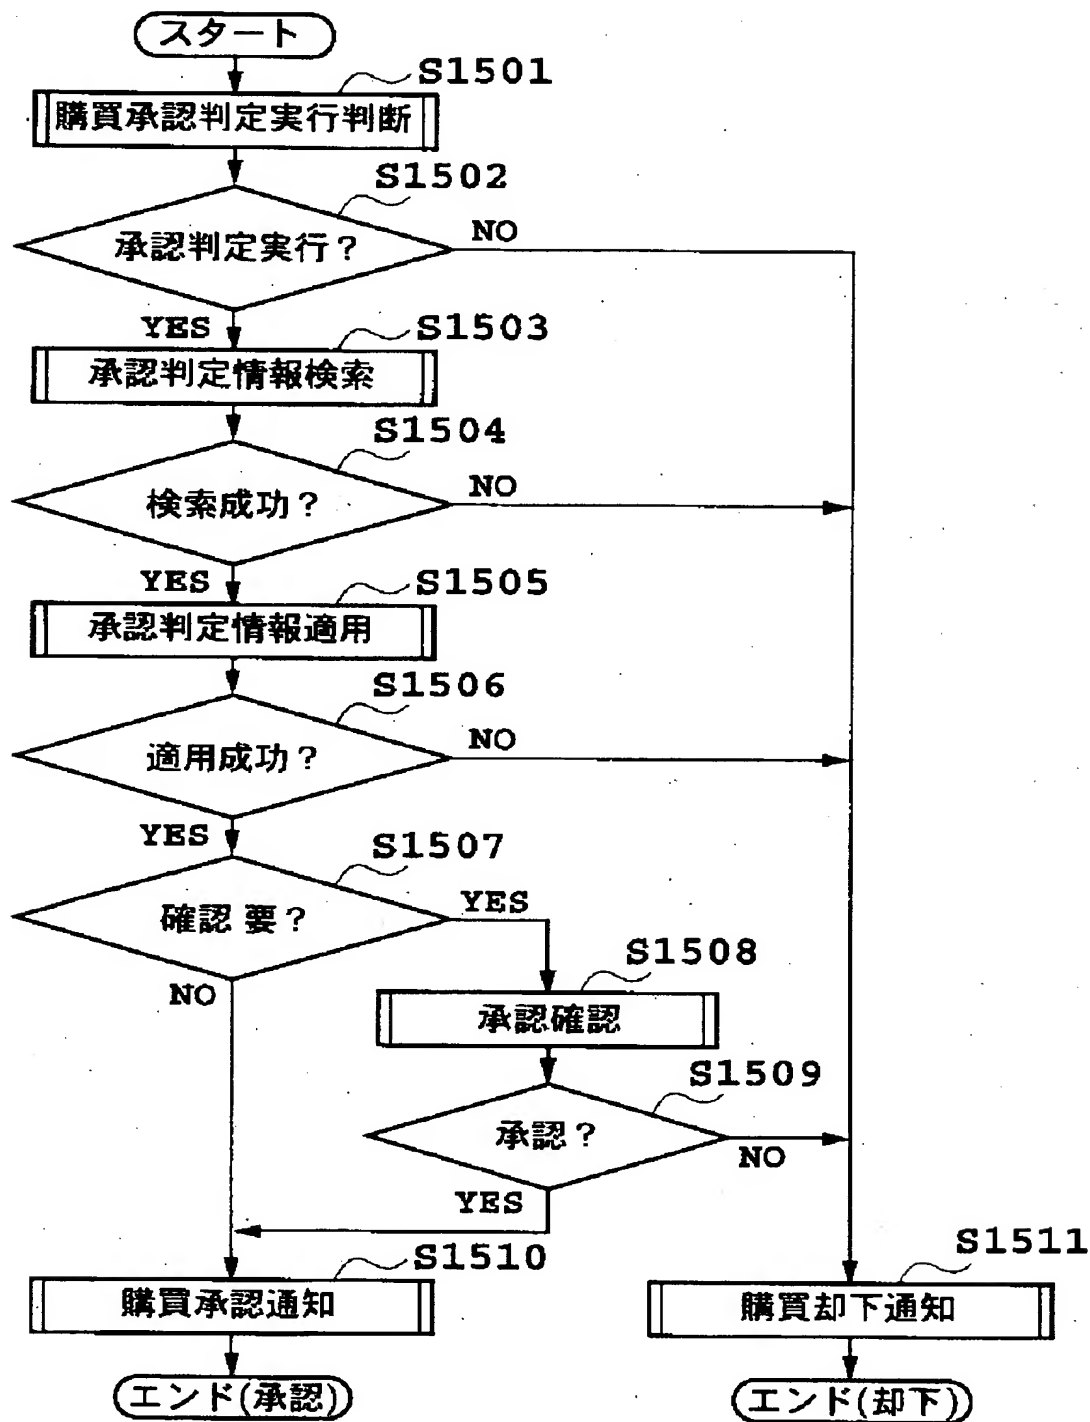 スタート
S1501
購買承認判定実行判断
S1502
承認判定実行？
NO
YES
S1503
承認判定情報検索
S1504
検索成功？
NO
YES
S1505
承認判定情報適用
S1506
適用成功？
NO
YES
S1507
確認 要？
YES
NO
S1508
承認確認
S1509
承認？
NO
YES
S1510
購買承認通知
S1511
購買却下通知
エンド(承認)
エンド(却下)